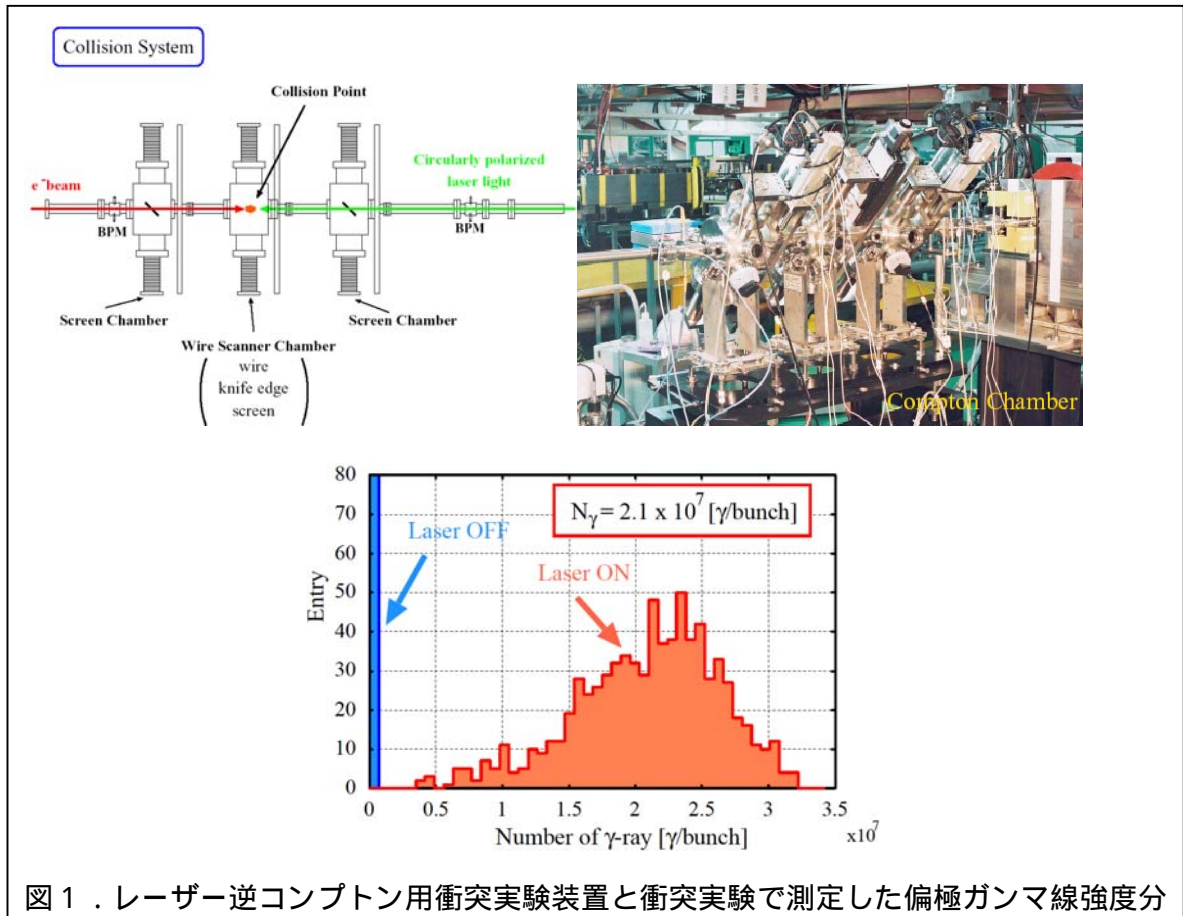 Collision System
Collision Point
Circularly polarized
laser light
e⁻beam
BPM
BPM
Screen Chamber
Screen Chamber
Wire Scanner Chamber
wire
knife edge
screen
Compton Chamber
80
70
60
50
40
30
20
10
0
Entry
Nγ = 2.1 x 10⁷ [γ/bunch]
Laser OFF
Laser ON
0 0.5 1 1.5 2 2.5 3 3.5
Number of γ-ray [γ/bunch] x10⁷
図1.レーザー逆コンプトン用衝突実験装置と衝突実験で測定した偏極ガンマ線強度分